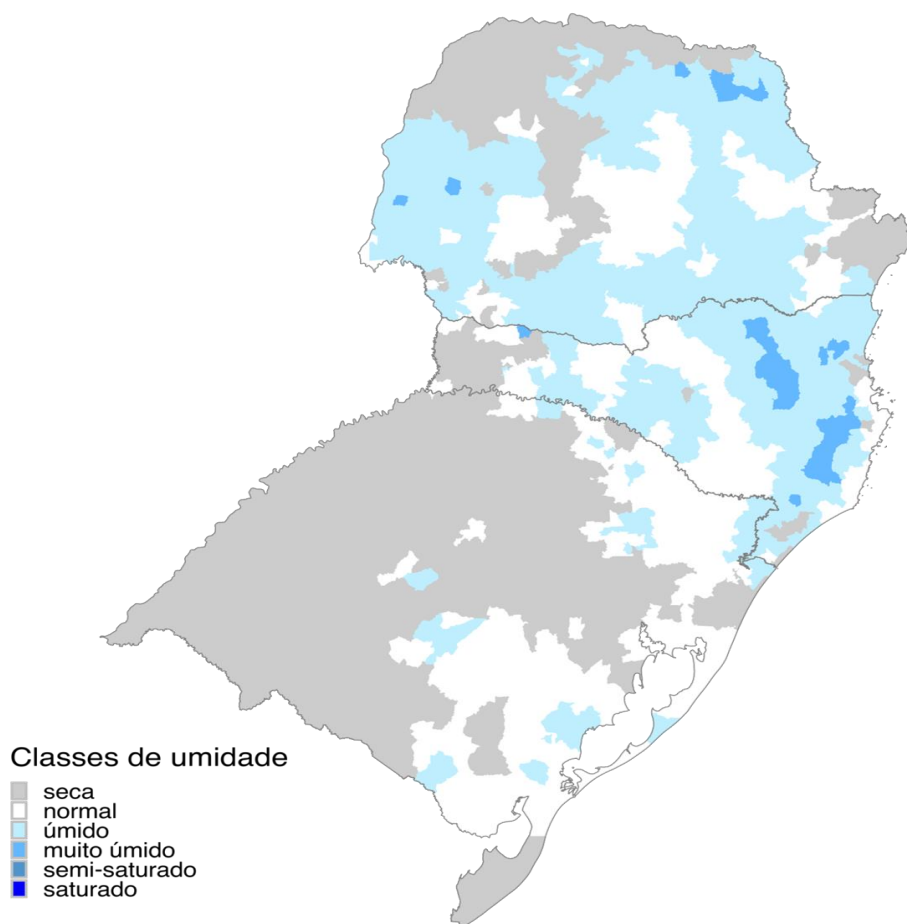 Classes de umidade
seca
normal
úmido
muito úmido
semi-saturado
saturado